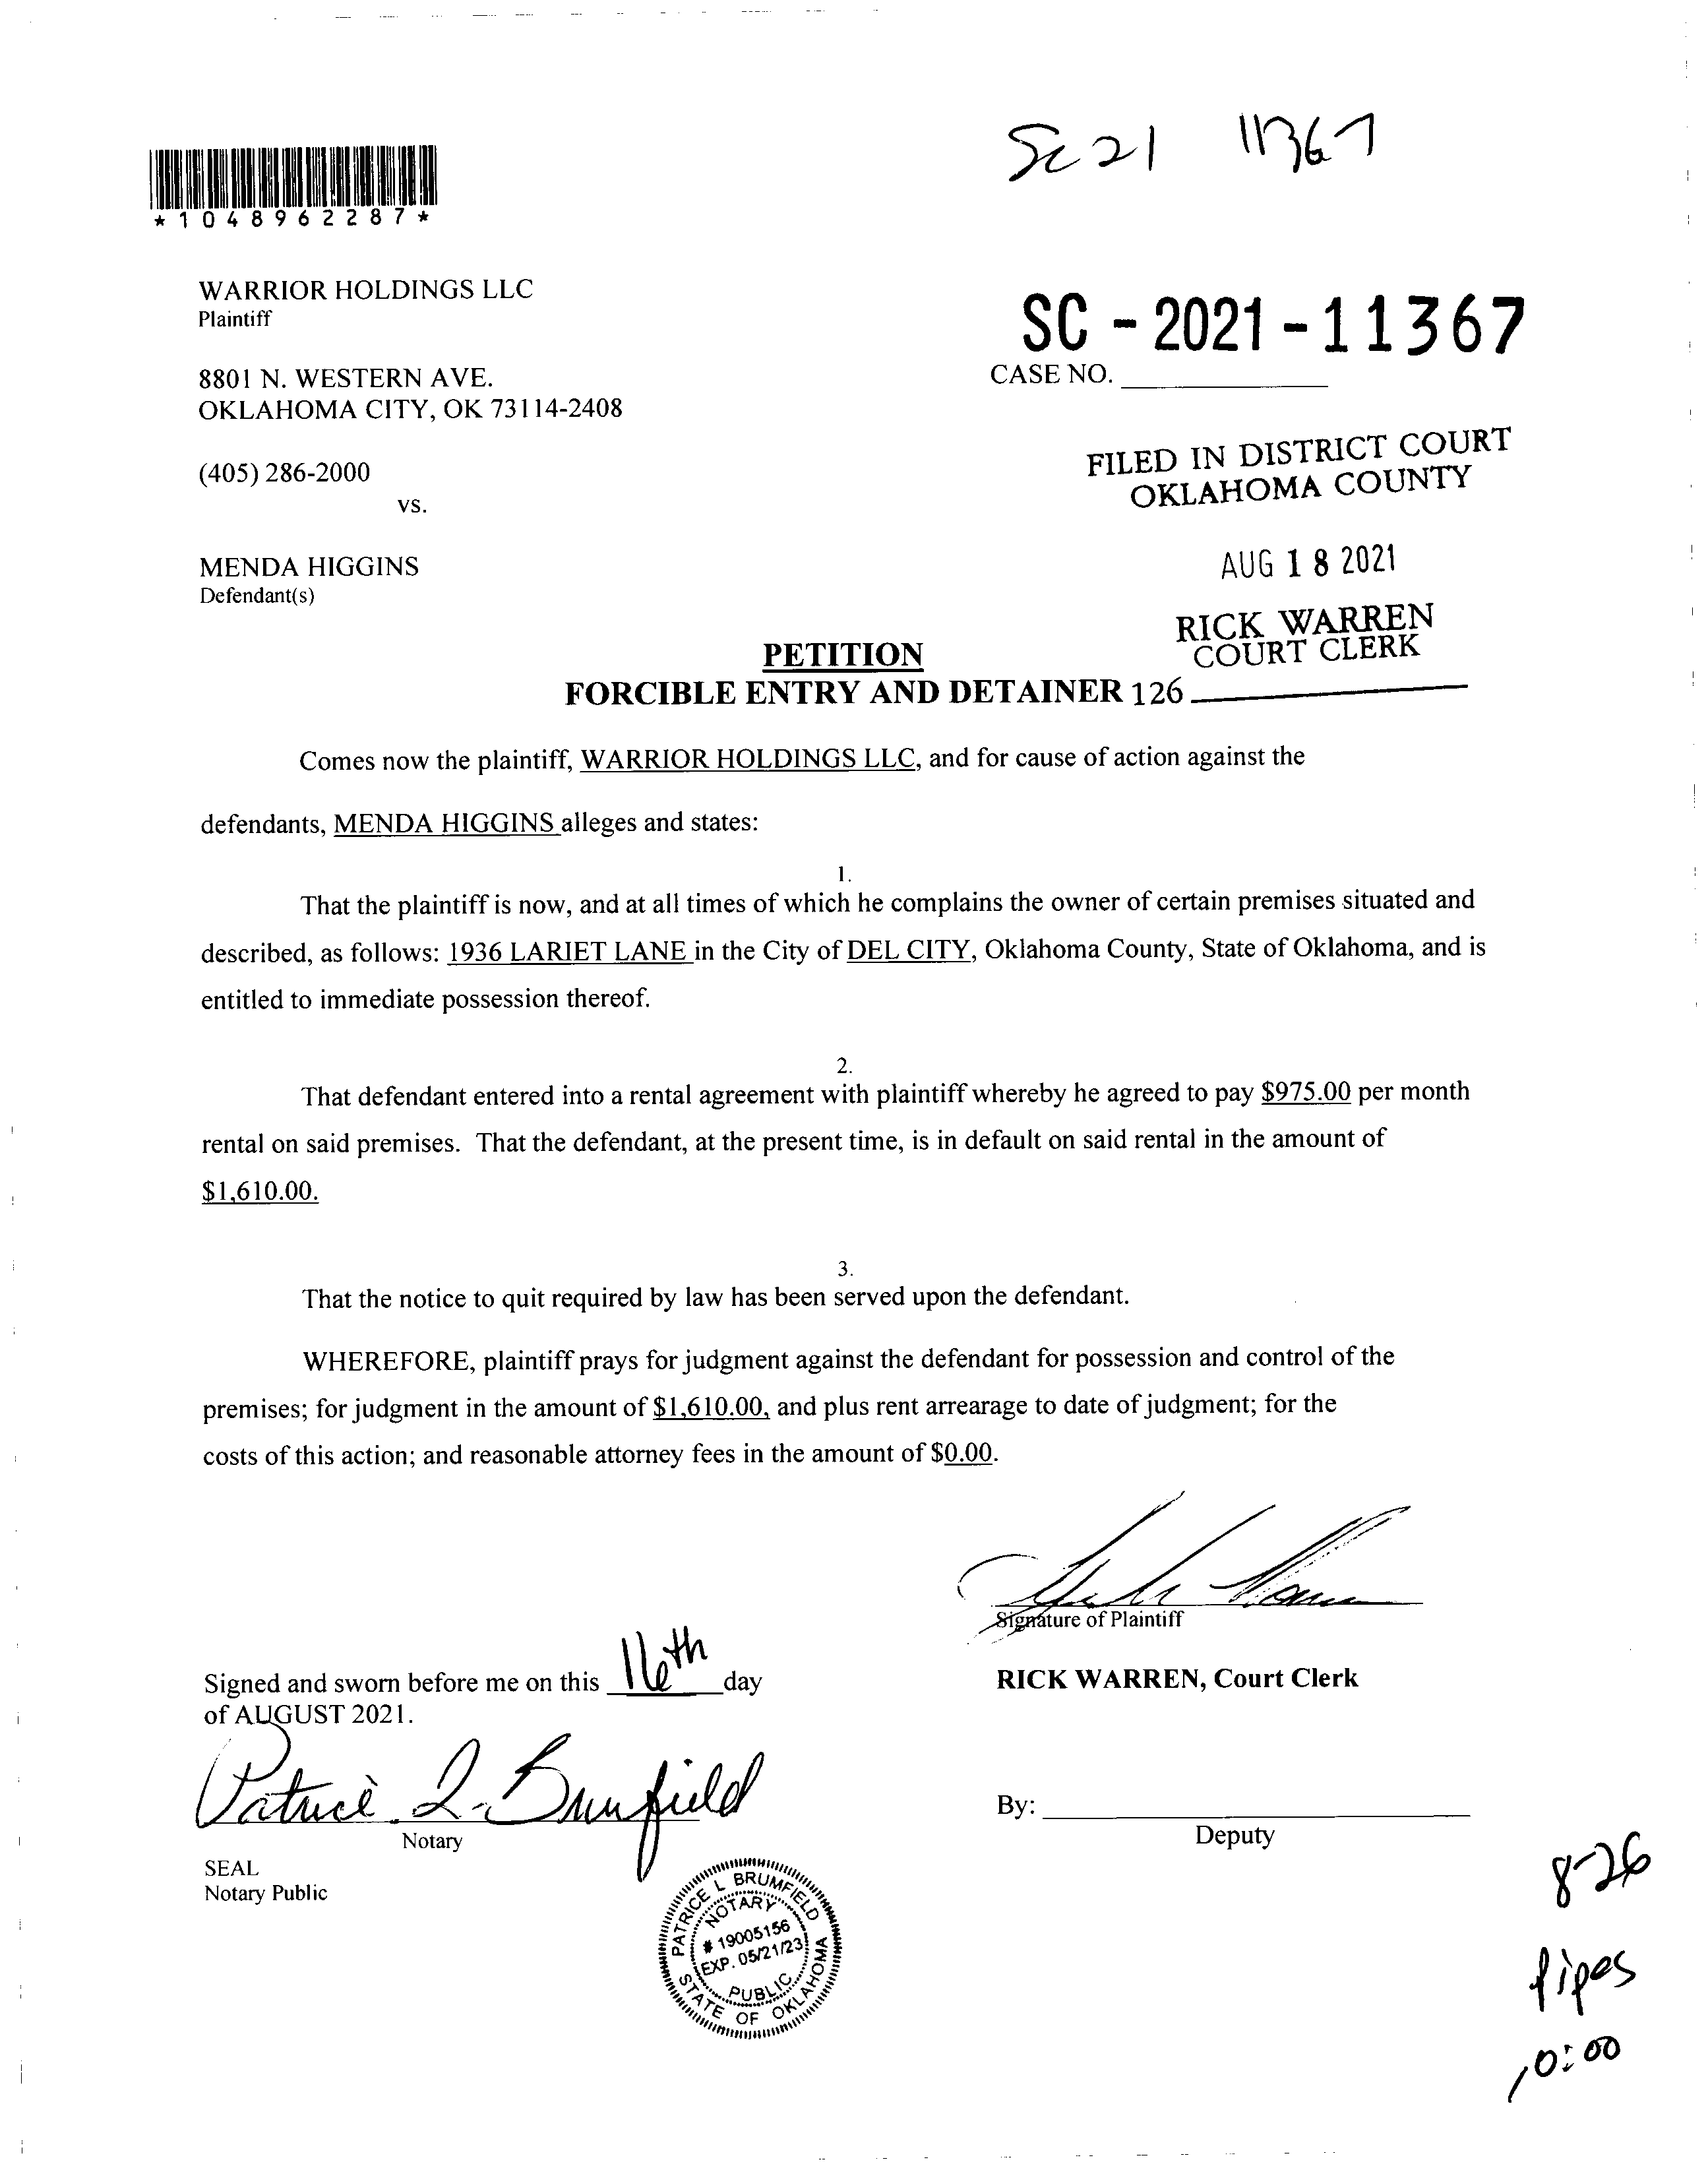 Sc 21 11367
*1048962287*
WARRIOR HOLDINGS LLC
Plaintiff
SC-2021-11367
8801 N. WESTERN AVE.
CASE NO.
OKLAHOMA CITY, OK 73114-2408
FILED IN DISTRICT COURT
OKLAHOMA COUNTY
(405) 286-2000
vs.
AUG 18 2021
MENDA HIGGINS
Defendant(s)
RICK WARREN
COURT CLERK
PETITION
FORCIBLE ENTRY AND DETAINER 126
Comes now the plaintiff, WARRIOR HOLDINGS LLC, and for cause of action against the
defendants, MENDA HIGGINS alleges and states:
1.
That the plaintiff is now, and at all times of which he complains the owner of certain premises situated and
described, as follows: 1936 LARIET LANE in the City of DEL CITY, Oklahoma County, State of Oklahoma, and is
entitled to immediate possession thereof.
2.
That defendant entered into a rental agreement with plaintiff whereby he agreed to pay $975.00 per month
rental on said premises. That the defendant, at the present time, is in default on said rental in the amount of
$1,610.00.
3.
That the notice to quit required by law has been served upon the defendant.
WHEREFORE, plaintiff prays for judgment against the defendant for possession and control of the
premises; for judgment in the amount of $1,610.00, and plus rent arrearage to date of judgment; for the
costs of this action; and reasonable attorney fees in the amount of $0.00.
Signature of Plaintiff
Signed and sworn before me on this 16th day
of AUGUST 2021.
RICK WARREN, Court Clerk
Patrice L. Brumfield
Notary
By:
Deputy
SEAL
Notary Public
PATRICE L BRUMFIELD
NOTARY
# 19005156
EXP. 05/21/23
PUBLIC
STATE OF OKLAHOMA
8-26
pipes
10:00